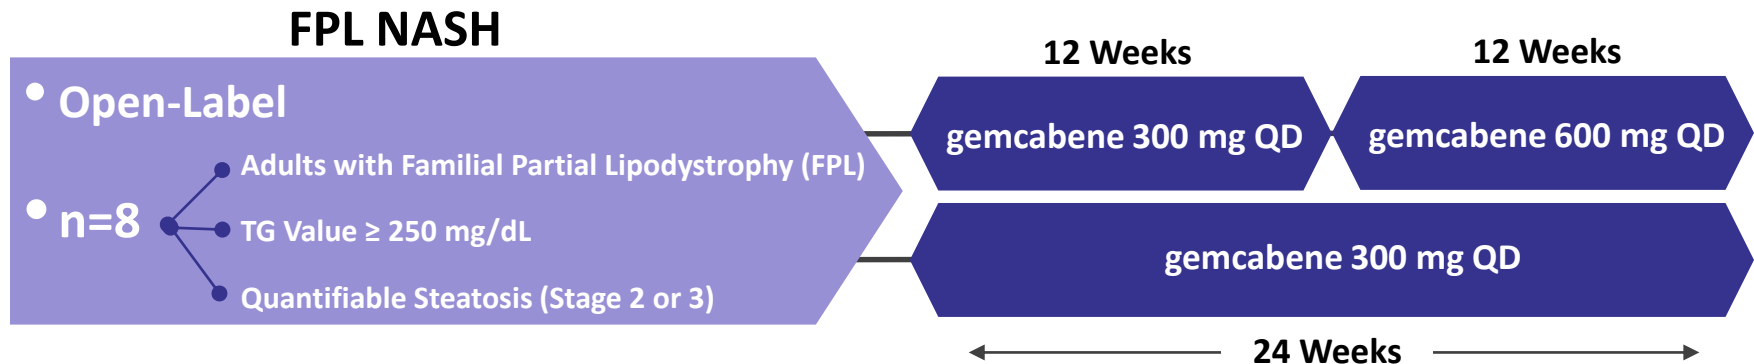 FPL NASH
• Open-Label
• n=8
Adults with Familial Partial Lipodystrophy (FPL)
TG Value ≥ 250 mg/dL
Quantifiable Steatosis (Stage 2 or 3)
12 Weeks
12 Weeks
gemcabene 300 mg QD
gemcabene 600 mg QD
gemcabene 300 mg QD
24 Weeks